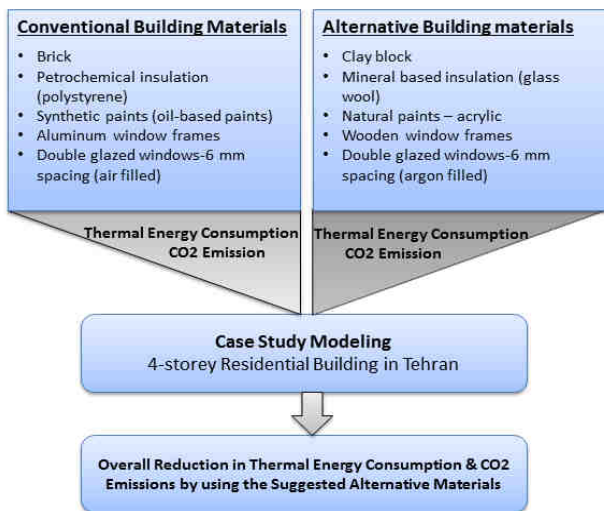 Conventional Building Materials
• Brick
• Petrochemical insulation
(polystyrene)
• Synthetic paints (oil-based paints)
• Aluminum window frames
• Double glazed windows-6 mm
spacing (air filled)
Alternative Building materials
• Clay block
• Mineral based insulation (glass
wool)
• Natural paints – acrylic
• Wooden window frames
• Double glazed windows-6 mm
spacing (argon filled)
Thermal Energy Consumption
CO2 Emission
Thermal Energy Consumption
CO2 Emission
Case Study Modeling
4-storey Residential Building in Tehran
Overall Reduction in Thermal Energy Consumption & CO2
Emissions by using the Suggested Alternative Materials